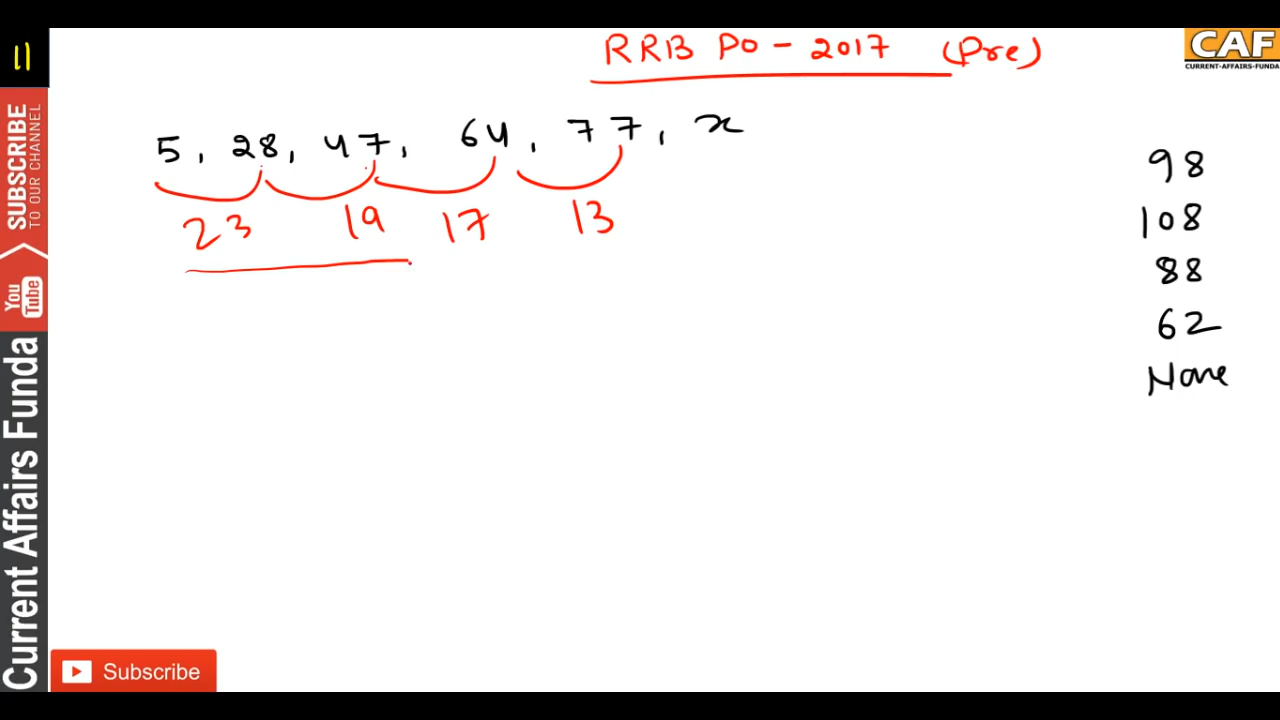 11
RRB PO - 2017 (Pre)
CAF
CURRENT-AFFAIRS-FUNDA
5, 28, 47, 64, 77, x
23 19 17 13
98
108
88
62
None
SUBSCRIBE
TO OUR CHANNEL
You
Tube
Current Affairs Funda
Subscribe